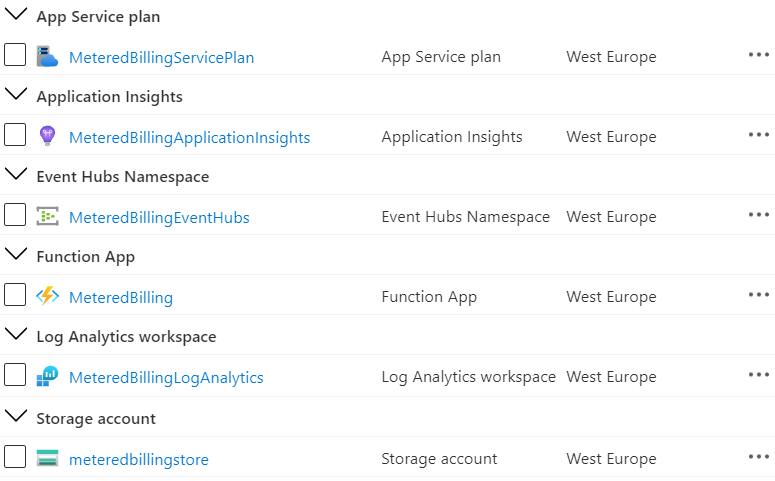 App Service plan
MeteredBillingServicePlan App Service plan West Europe
Application Insights
MeteredBillingApplicationInsights Application Insights West Europe
Event Hubs Namespace
MeteredBillingEventHubs Event Hubs Namespace West Europe
Function App
MeteredBilling Function App West Europe
Log Analytics workspace
MeteredBillingLogAnalytics Log Analytics workspace West Europe
Storage account
meteredbillingstore Storage account West Europe